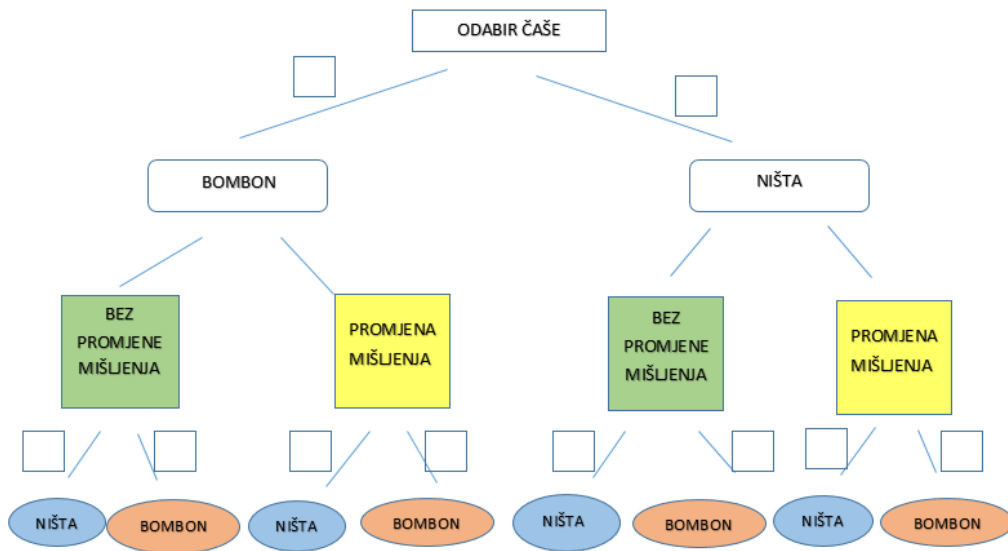 ODABIR ČAŠE
BOMBON
NIŠTA
BEZ
PROMJENE
MIŠLJENJA
PROMJENA
MIŠLJENJA
BEZ
PROMJENE
MIŠLJENJA
PROMJENA
MIŠLJENJA
NIŠTA
BOMBON
NIŠTA
BOMBON
NIŠTA
BOMBON
NIŠTA
BOMBON